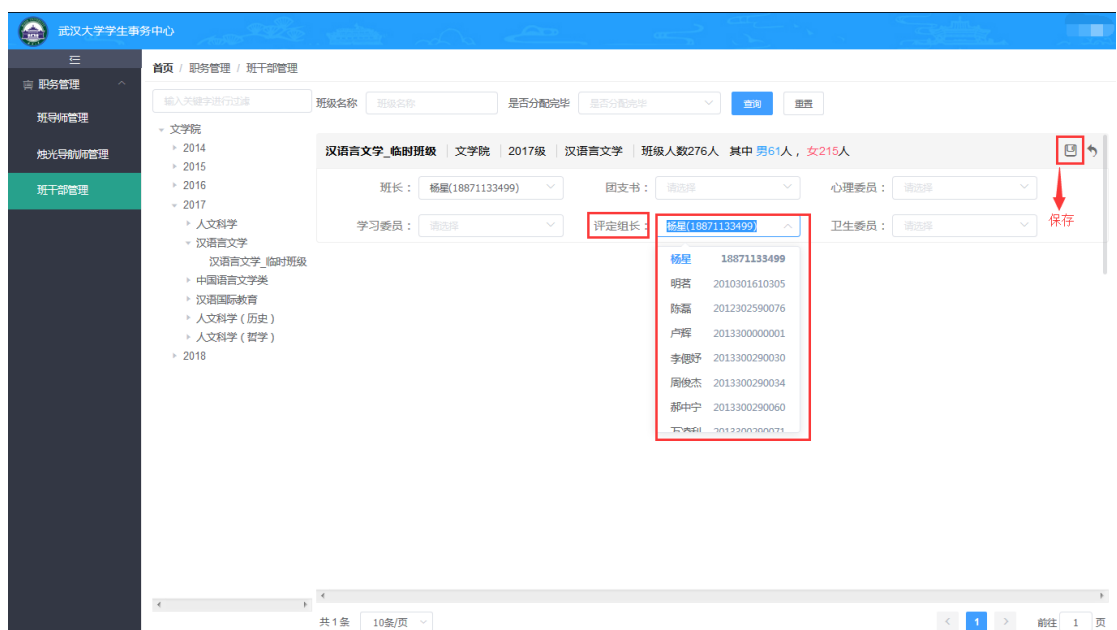 武汉大学学生事务中心
职务管理
班导师管理
烛光导航师管理
班干部管理
首页 / 职务管理 / 班干部管理
输入关键字进行过滤
文学院
2014
2015
2016
2017
人文科学
汉语言文学
汉语言文学_临时班级
中国语言文学类
汉语国际教育
人文科学（历史）
人文科学（哲学）
2018
班级名称 班级名称 是否分配完毕 是否分配完毕 查询 重置
汉语言文学_临时班级 文学院 2017级 汉语言文学 班级人数276人 其中 男61人，女215人
班长： 杨星(18871133499) 团支书： 请选择 心理委员： 请选择
学习委员： 请选择 评定组长： 杨星(18871133499) 卫生委员： 请选择
保存
杨星 18871133499
明茗 2010301610305
陈磊 2012302590076
卢辉 2013300000001
李偲妤 2013300290030
周俊杰 2013300290034
郝中宁 2013300290060
2013300290071
共1条 10条/页 1 前往 1 页